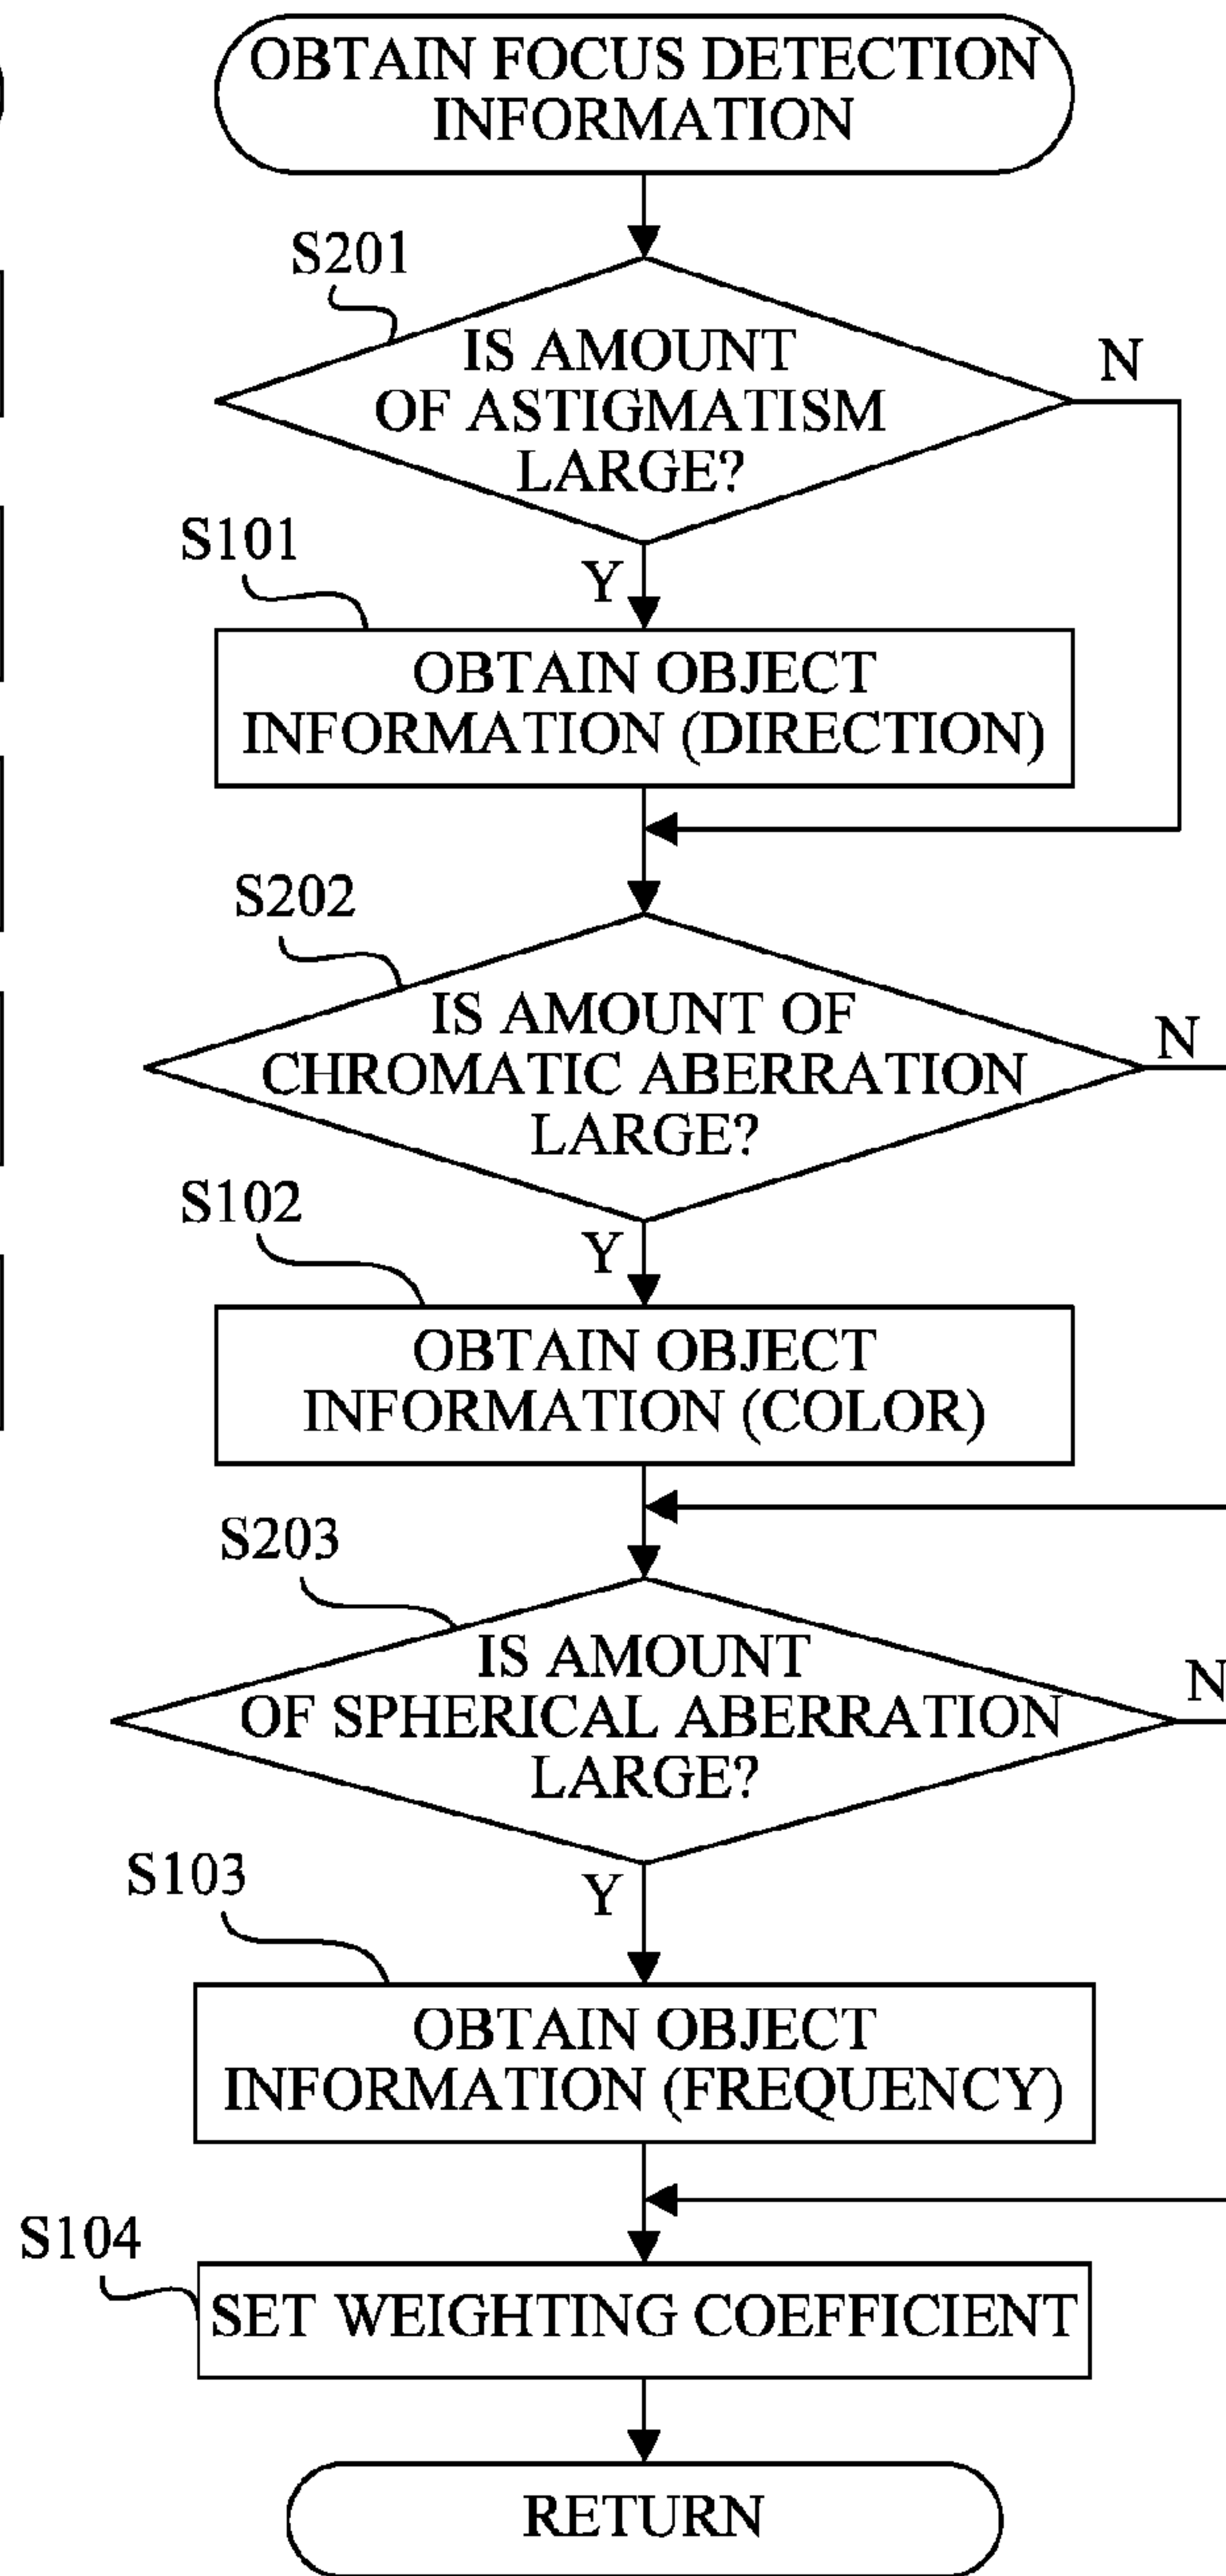 OBTAIN FOCUS DETECTION
INFORMATION
S201
IS AMOUNT
OF ASTIGMATISM
LARGE?
N
Y
S101
OBTAIN OBJECT
INFORMATION (DIRECTION)
S202
IS AMOUNT OF
CHROMATIC ABERRATION
LARGE?
N
Y
S102
OBTAIN OBJECT
INFORMATION (COLOR)
S203
IS AMOUNT
OF SPHERICAL ABERRATION
LARGE?
N
Y
S103
OBTAIN OBJECT
INFORMATION (FREQUENCY)
S104
SET WEIGHTING COEFFICIENT
RETURN